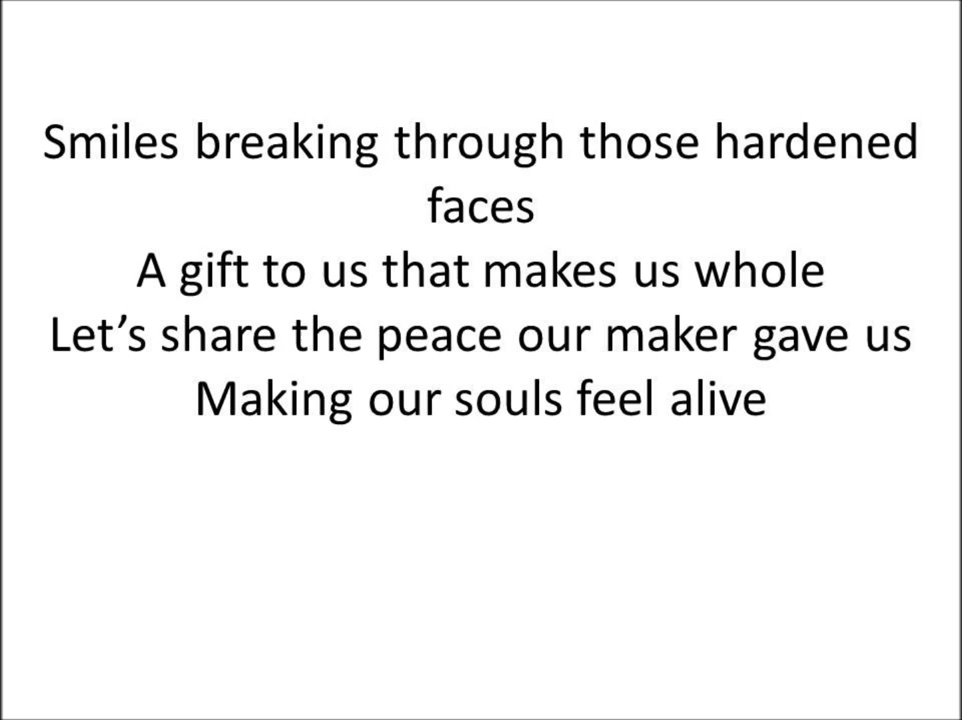 Smiles breaking through those hardened
faces
A gift to us that makes us whole
Let’s share the peace our maker gave us
Making our souls feel alive